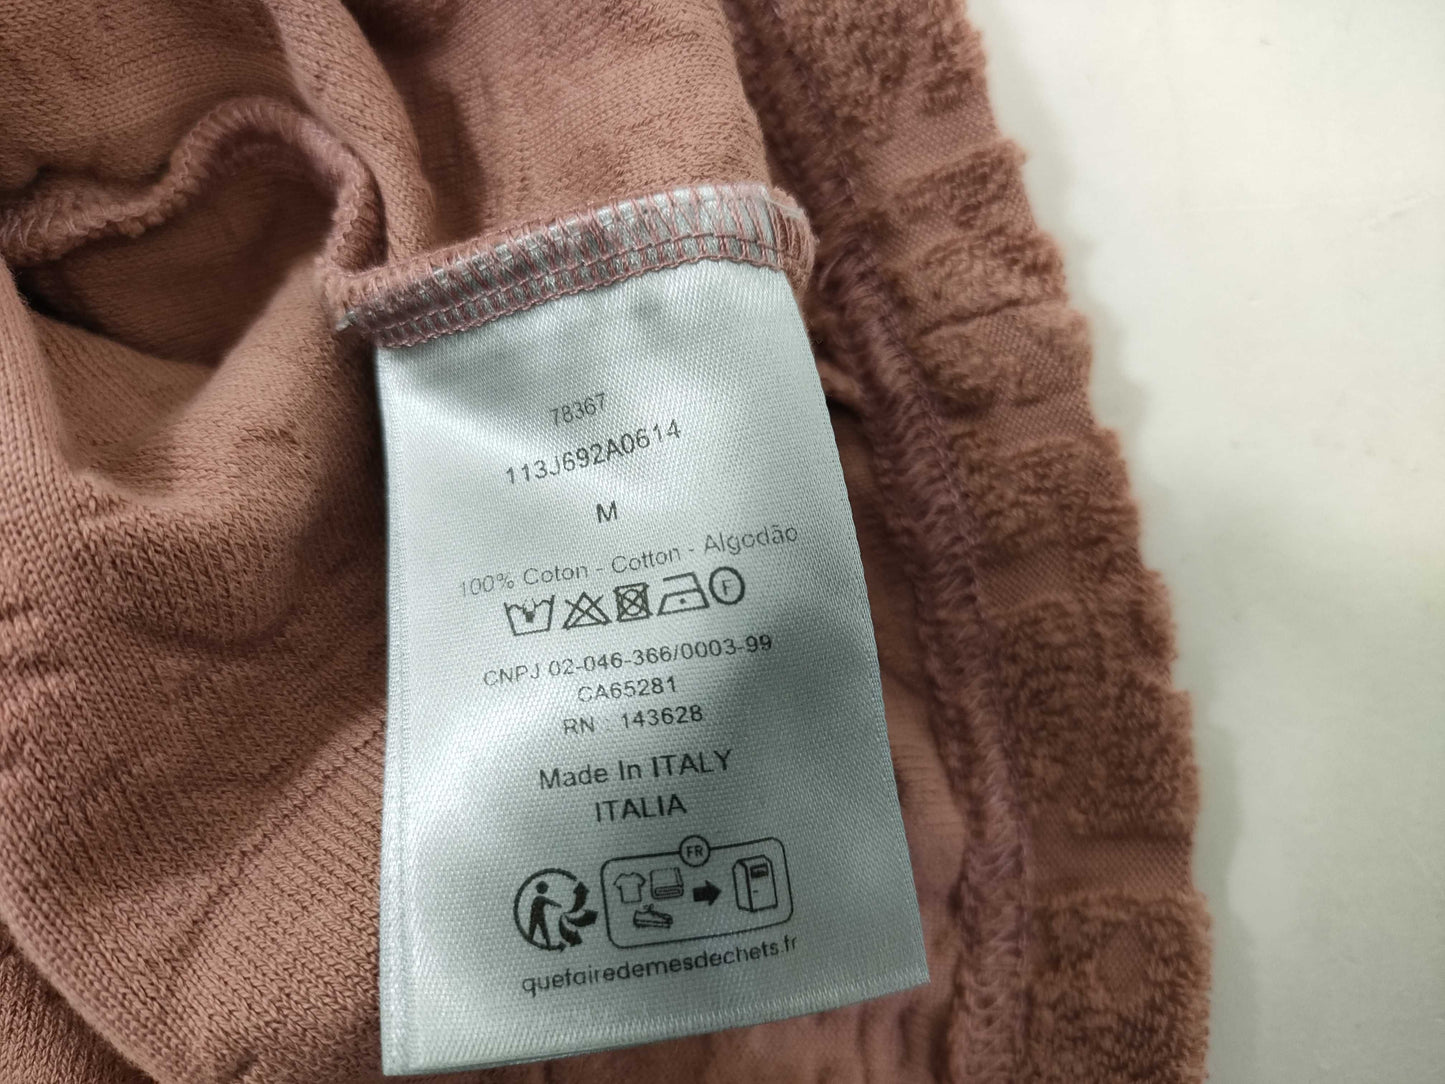 78367
113J692A0614
M
100% Coton - Cotton - Algodão
F
CNPJ 02-046-366/0003-99
CA65281
RN : 143628
Made In ITALY
ITALIA
FR
quefairedemesdechets.fr